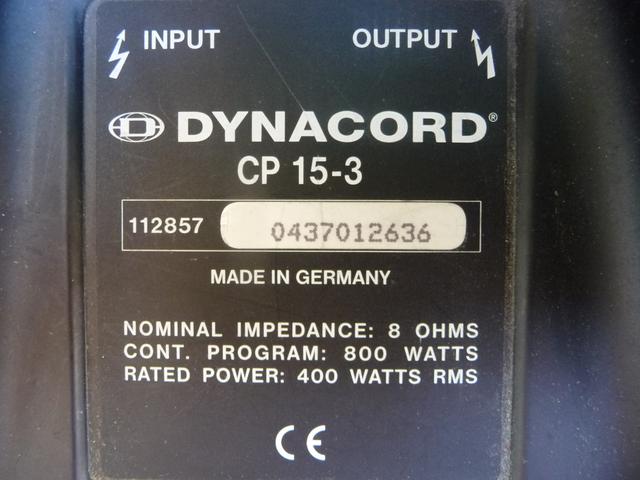 INPUT OUTPUT
DYNACORD®
CP 15-3
112857 0437012636
MADE IN GERMANY
NOMINAL IMPEDANCE: 8 OHMS
CONT. PROGRAM: 800 WATTS
RATED POWER: 400 WATTS RMS
CE